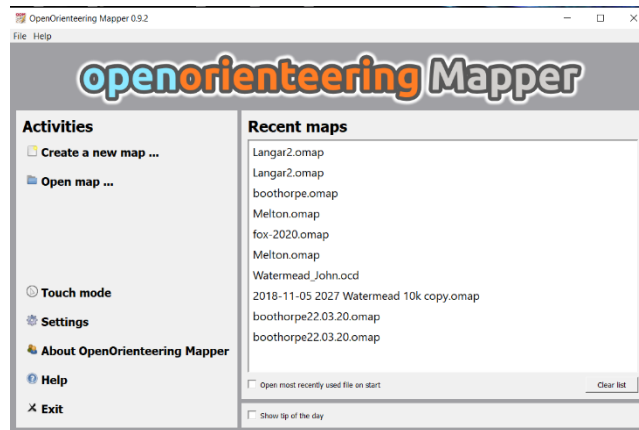 OpenOrienteering Mapper 0.9.2
File Help
openorienteering Mapper
Activities
Create a new map ...
Open map ...
Touch mode
Settings
About OpenOrienteering Mapper
Help
Exit
Recent maps
Langar2.omap
Langar2.omap
boothorpe.omap
Melton.omap
fox-2020.omap
Melton.omap
Watermead_John.ocd
2018-11-05 2027 Watermead 10k copy.omap
boothorpe22.03.20.omap
boothorpe22.03.20.omap
Open most recently used file on start
Clear list
Show tip of the day